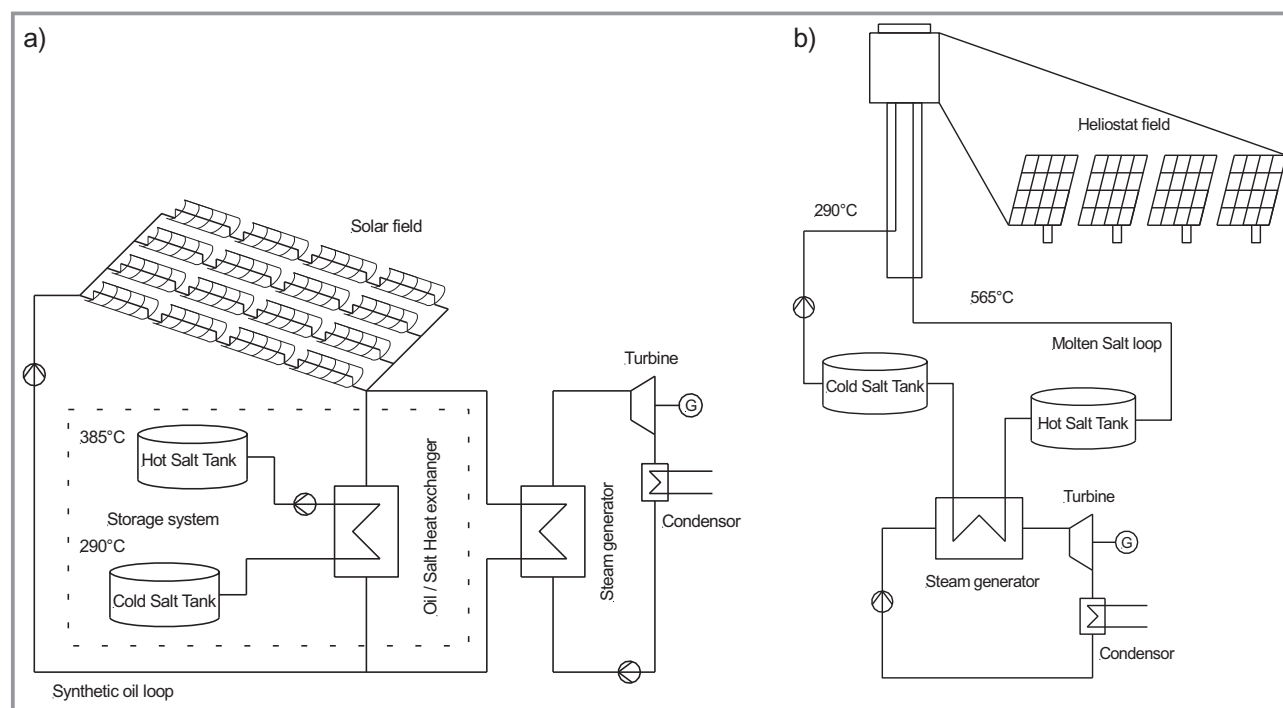 a)
Solar field
385°C
Hot Salt Tank
Storage system
290°C
Cold Salt Tank
Oil / Salt Heat exchanger
Steam generator
Turbine
G
Condensor
Synthetic oil loop
b)
Heliostat field
290°C
565°C
Molten Salt loop
Cold Salt Tank
Hot Salt Tank
Turbine
G
Steam generator
Condensor